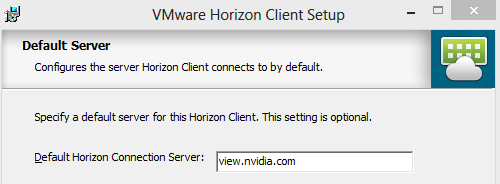 VMware Horizon Client Setup
Default Server
Configures the server Horizon Client connects to by default.
Specify a default server for this Horizon Client. This setting is optional.
Default Horizon Connection Server: view.nvidia.com